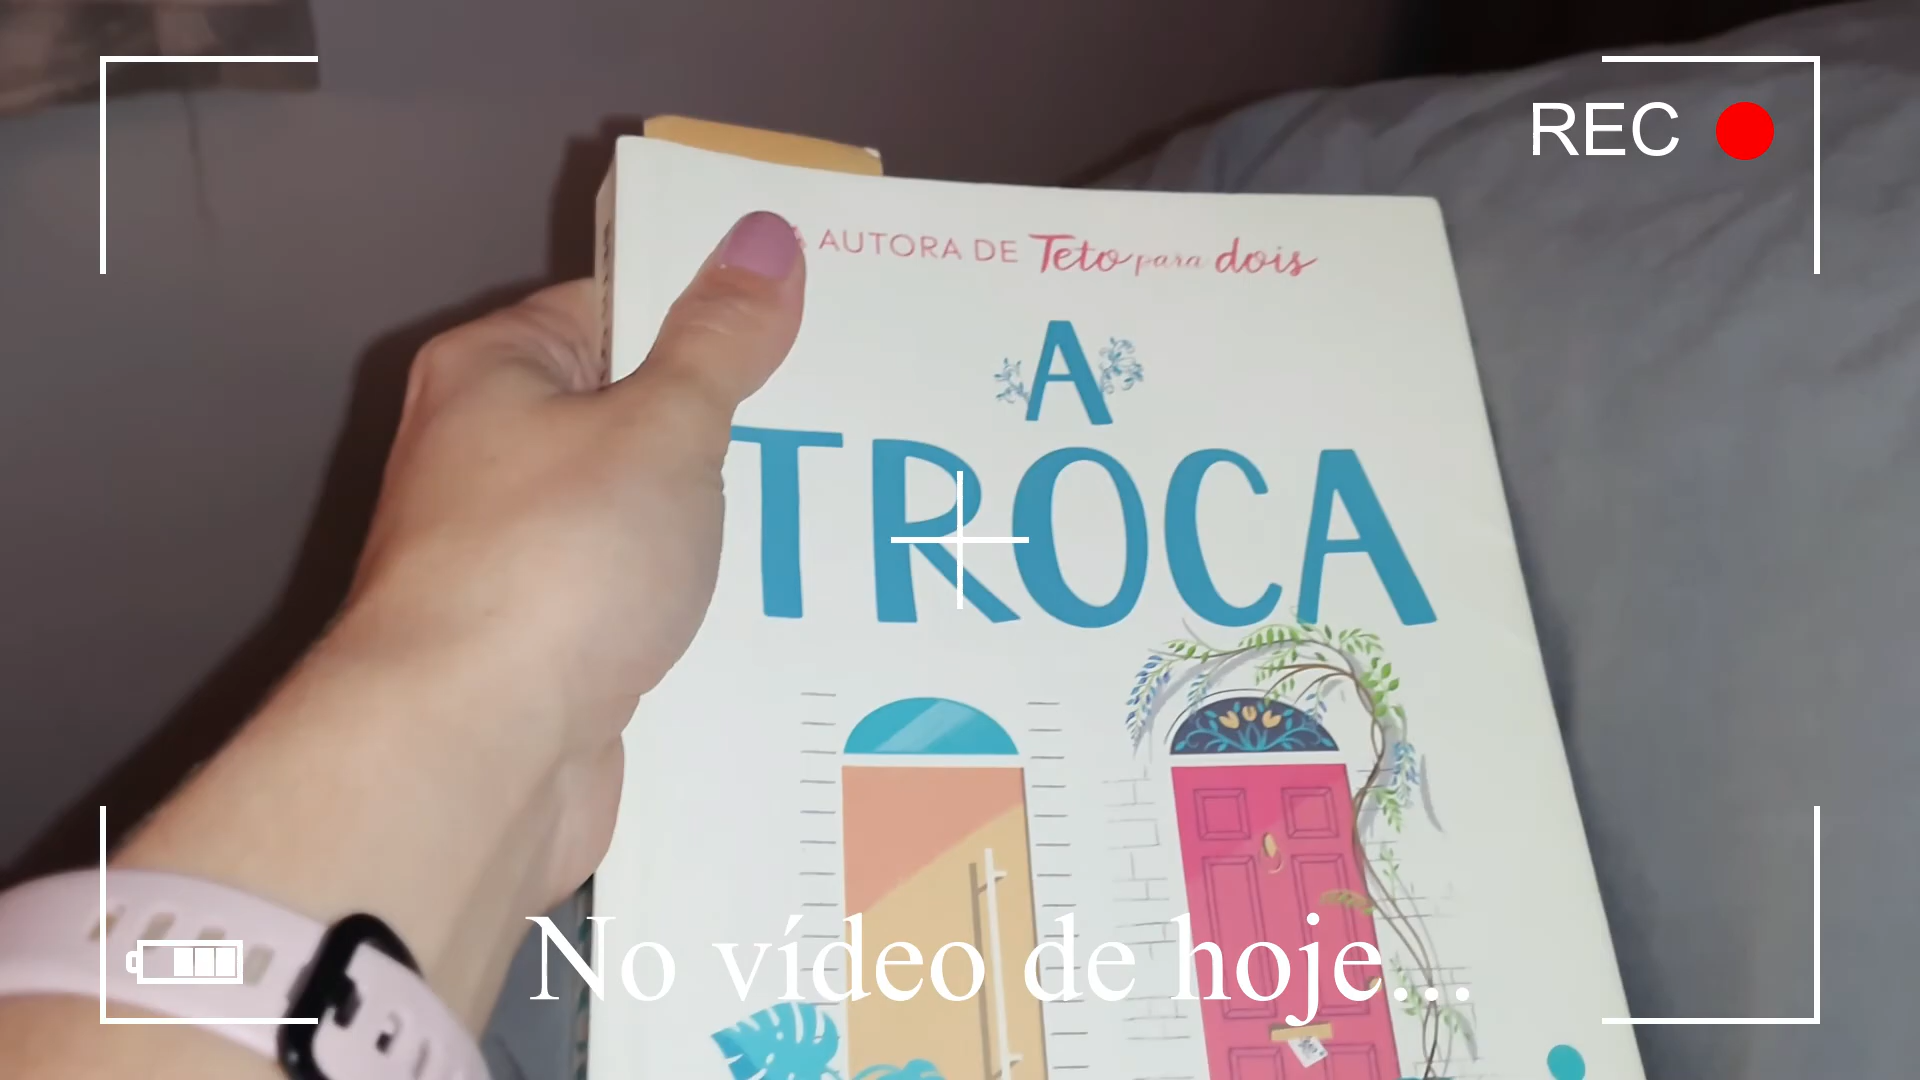 REC
AUTORA DE Teto para dois
A
TROCA
No vídeo de hoje...